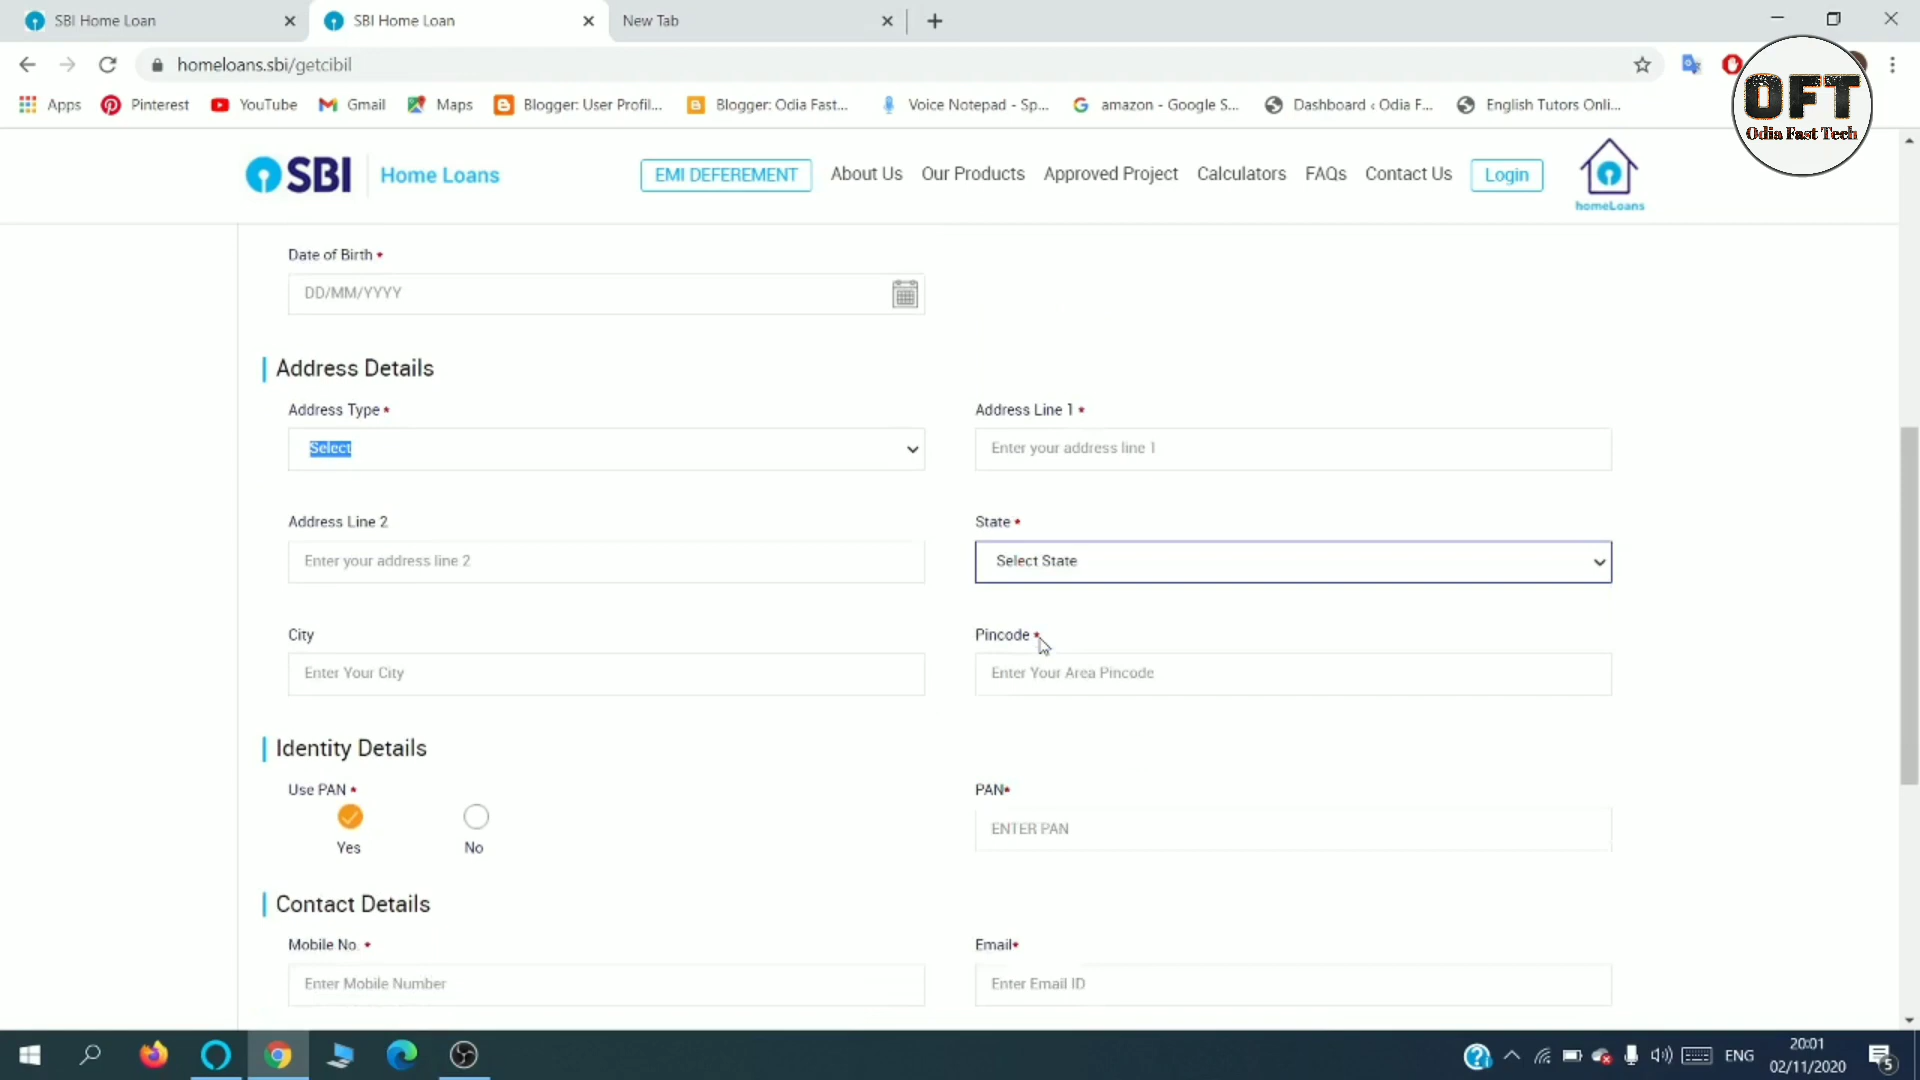 SBI Home Loan
SBI Home Loan
New Tab
homeloans.sbi/getcibil
Apps
Pinterest
YouTube
Gmail
Maps
Blogger: User Profil...
Blogger: Odia Fast...
Voice Notepad - Sp...
amazon - Google S...
Dashboard ‹ Odia F...
English Tutors Onli...
OFT
Odia Fast Tech
SBI Home Loans
EMI DEFEREMENT
About Us
Our Products
Approved Project
Calculators
FAQs
Contact Us
Login
homeLoans
Date of Birth *
DD/MM/YYYY
Address Details
Address Type *
Address Line 1 *
Select
Enter your address line 1
Address Line 2
State *
Enter your address line 2
Select State
City
Pincode *
Enter Your City
Enter Your Area Pincode
Identity Details
Use PAN *
PAN*
Yes
No
ENTER PAN
Contact Details
Mobile No. *
Email*
Enter Mobile Number
Enter Email ID
ENG
20:01
02/11/2020
5